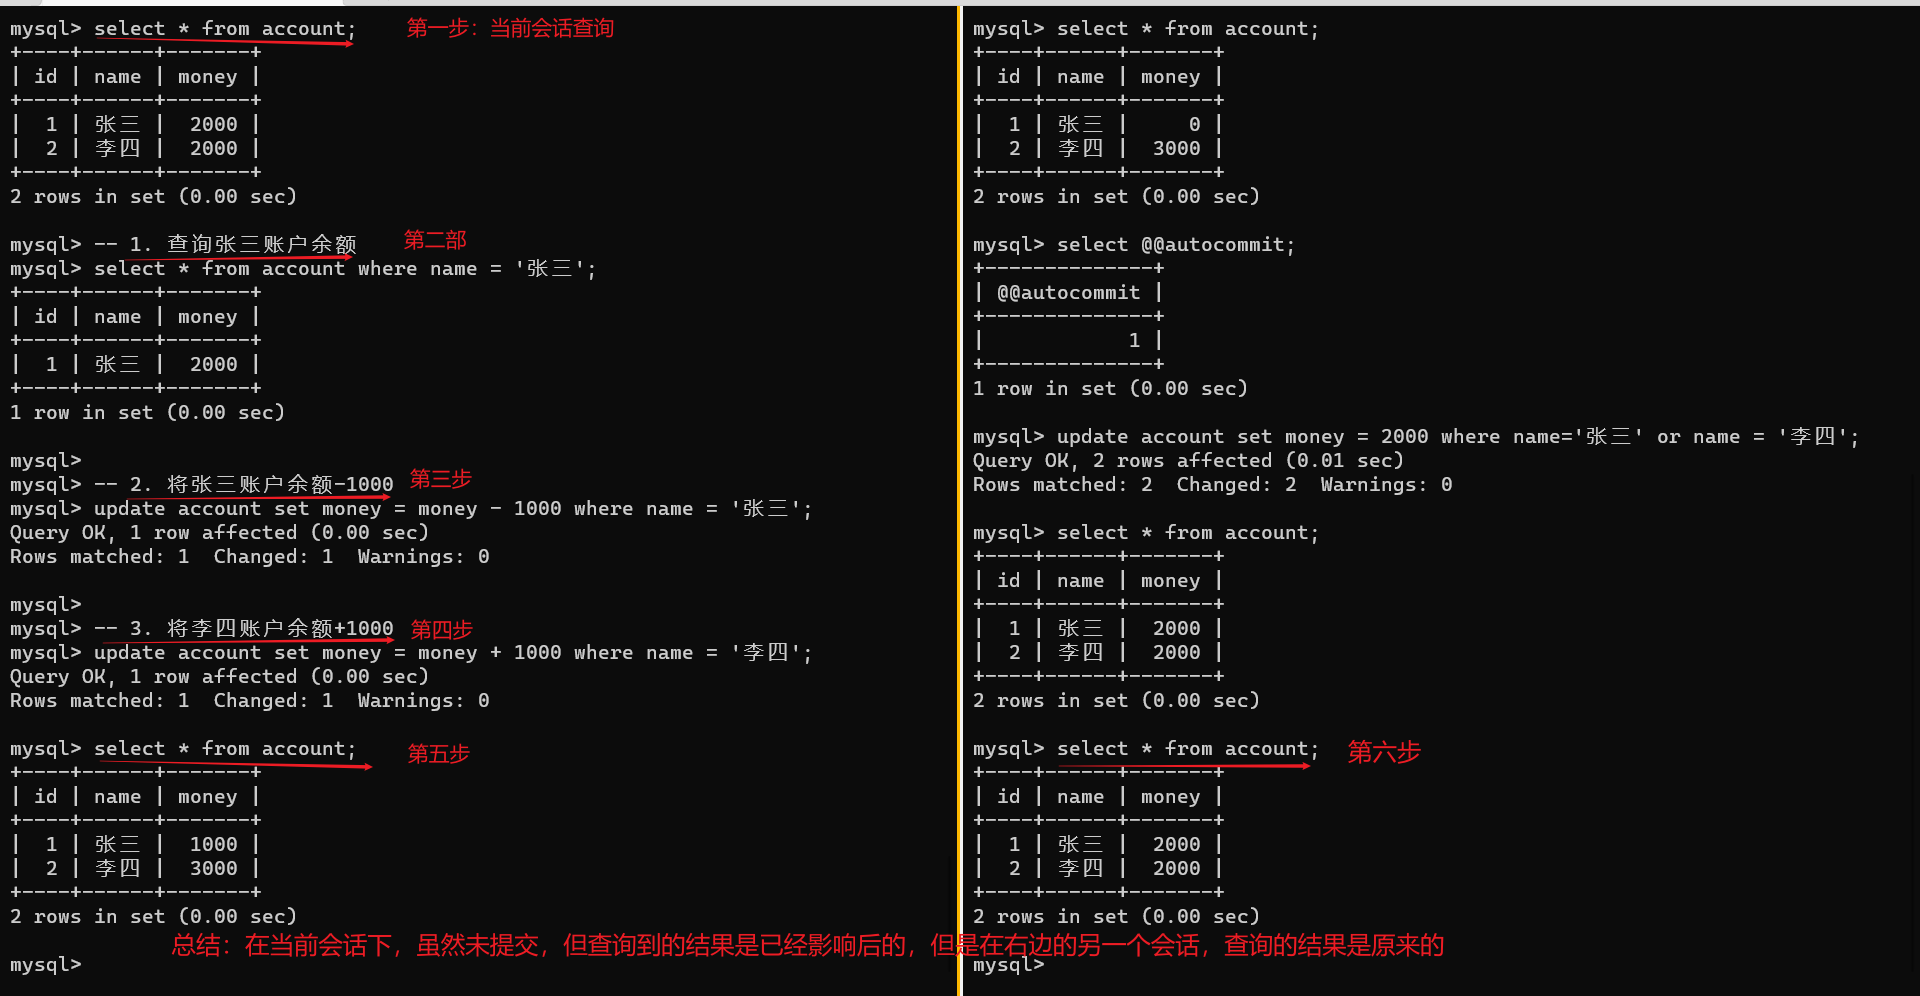 mysql> select * from account; 第一步：当前会话查询
+----+------+-------+
| id | name | money |
+----+------+-------+
|  1 | 张三 |  2000 |
|  2 | 李四 |  2000 |
+----+------+-------+
2 rows in set (0.00 sec)
mysql> -- 1. 查询张三账户余额 第二部
mysql> select * from account where name = '张三';
+----+------+-------+
| id | name | money |
+----+------+-------+
|  1 | 张三 |  2000 |
+----+------+-------+
1 row in set (0.00 sec)
mysql>
mysql> -- 2. 将张三账户余额-1000 第三步
mysql> update account set money = money - 1000 where name = '张三';
Query OK, 1 row affected (0.00 sec)
Rows matched: 1  Changed: 1  Warnings: 0
mysql>
mysql> -- 3. 将李四账户余额+1000 第四步
mysql> update account set money = money + 1000 where name = '李四';
Query OK, 1 row affected (0.00 sec)
Rows matched: 1  Changed: 1  Warnings: 0
mysql> select * from account; 第五步
+----+------+-------+
| id | name | money |
+----+------+-------+
|  1 | 张三 |  1000 |
|  2 | 李四 |  3000 |
+----+------+-------+
2 rows in set (0.00 sec)
mysql>
mysql> select * from account;
+----+------+-------+
| id | name | money |
+----+------+-------+
|  1 | 张三 |     0 |
|  2 | 李四 |  3000 |
+----+------+-------+
2 rows in set (0.00 sec)
mysql> select @@autocommit;
+--------------+
| @@autocommit |
+--------------+
|            1 |
+--------------+
1 row in set (0.00 sec)
mysql> update account set money = 2000 where name='张三' or name = '李四';
Query OK, 2 rows affected (0.01 sec)
Rows matched: 2  Changed: 2  Warnings: 0
mysql> select * from account;
+----+------+-------+
| id | name | money |
+----+------+-------+
|  1 | 张三 |  2000 |
|  2 | 李四 |  2000 |
+----+------+-------+
2 rows in set (0.00 sec)
mysql> select * from account; 第六步
+----+------+-------+
| id | name | money |
+----+------+-------+
|  1 | 张三 |  2000 |
|  2 | 李四 |  2000 |
+----+------+-------+
2 rows in set (0.00 sec)
mysql>
总结：在当前会话下，虽然未提交，但查询到的结果是已经影响后的，但是在右边的另一个会话，查询的结果是原来的